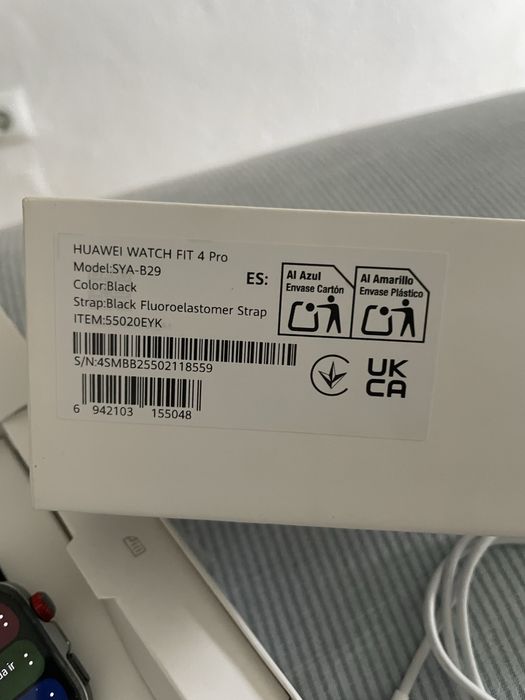 HUAWEI WATCH FIT 4 Pro
Model:SYA-B29
Color:Black
Strap:Black Fluoroelastomer Strap
ITEM:55020EYK
S/N:4SMBB25502118559
6 942103 155048
ES:
Al Azul
Envase Cartón
Al Amarillo
Envase Plástico
UK
CA